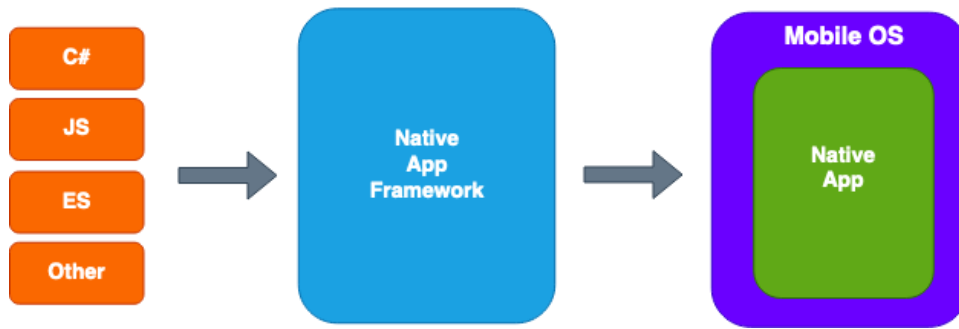 C#
JS
ES
Other
Native
App
Framework
Mobile OS
Native
App